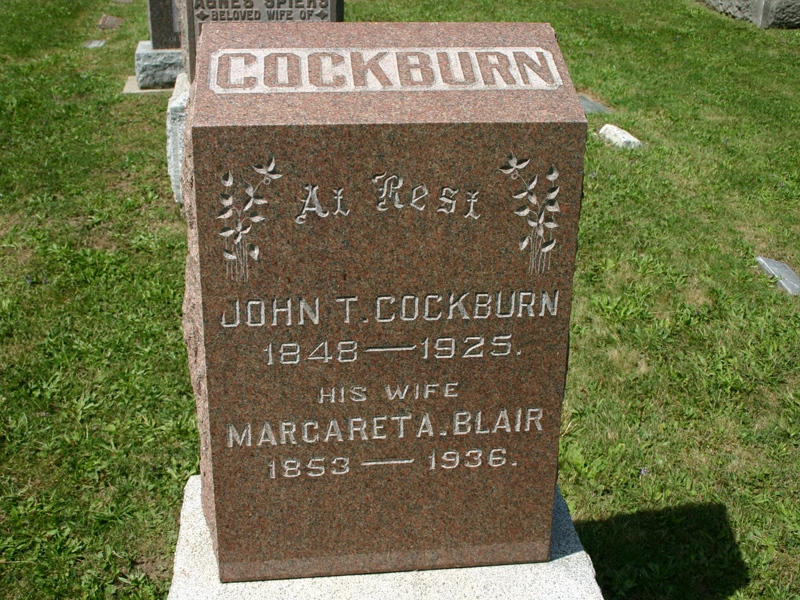 AGNES SPIERS
BELOVED WIFE OF
COCKBURN
At Rest
JOHN T. COCKBURN
1848 — 1925.
HIS WIFE
MARGARET A. BLAIR
1853 — 1936.